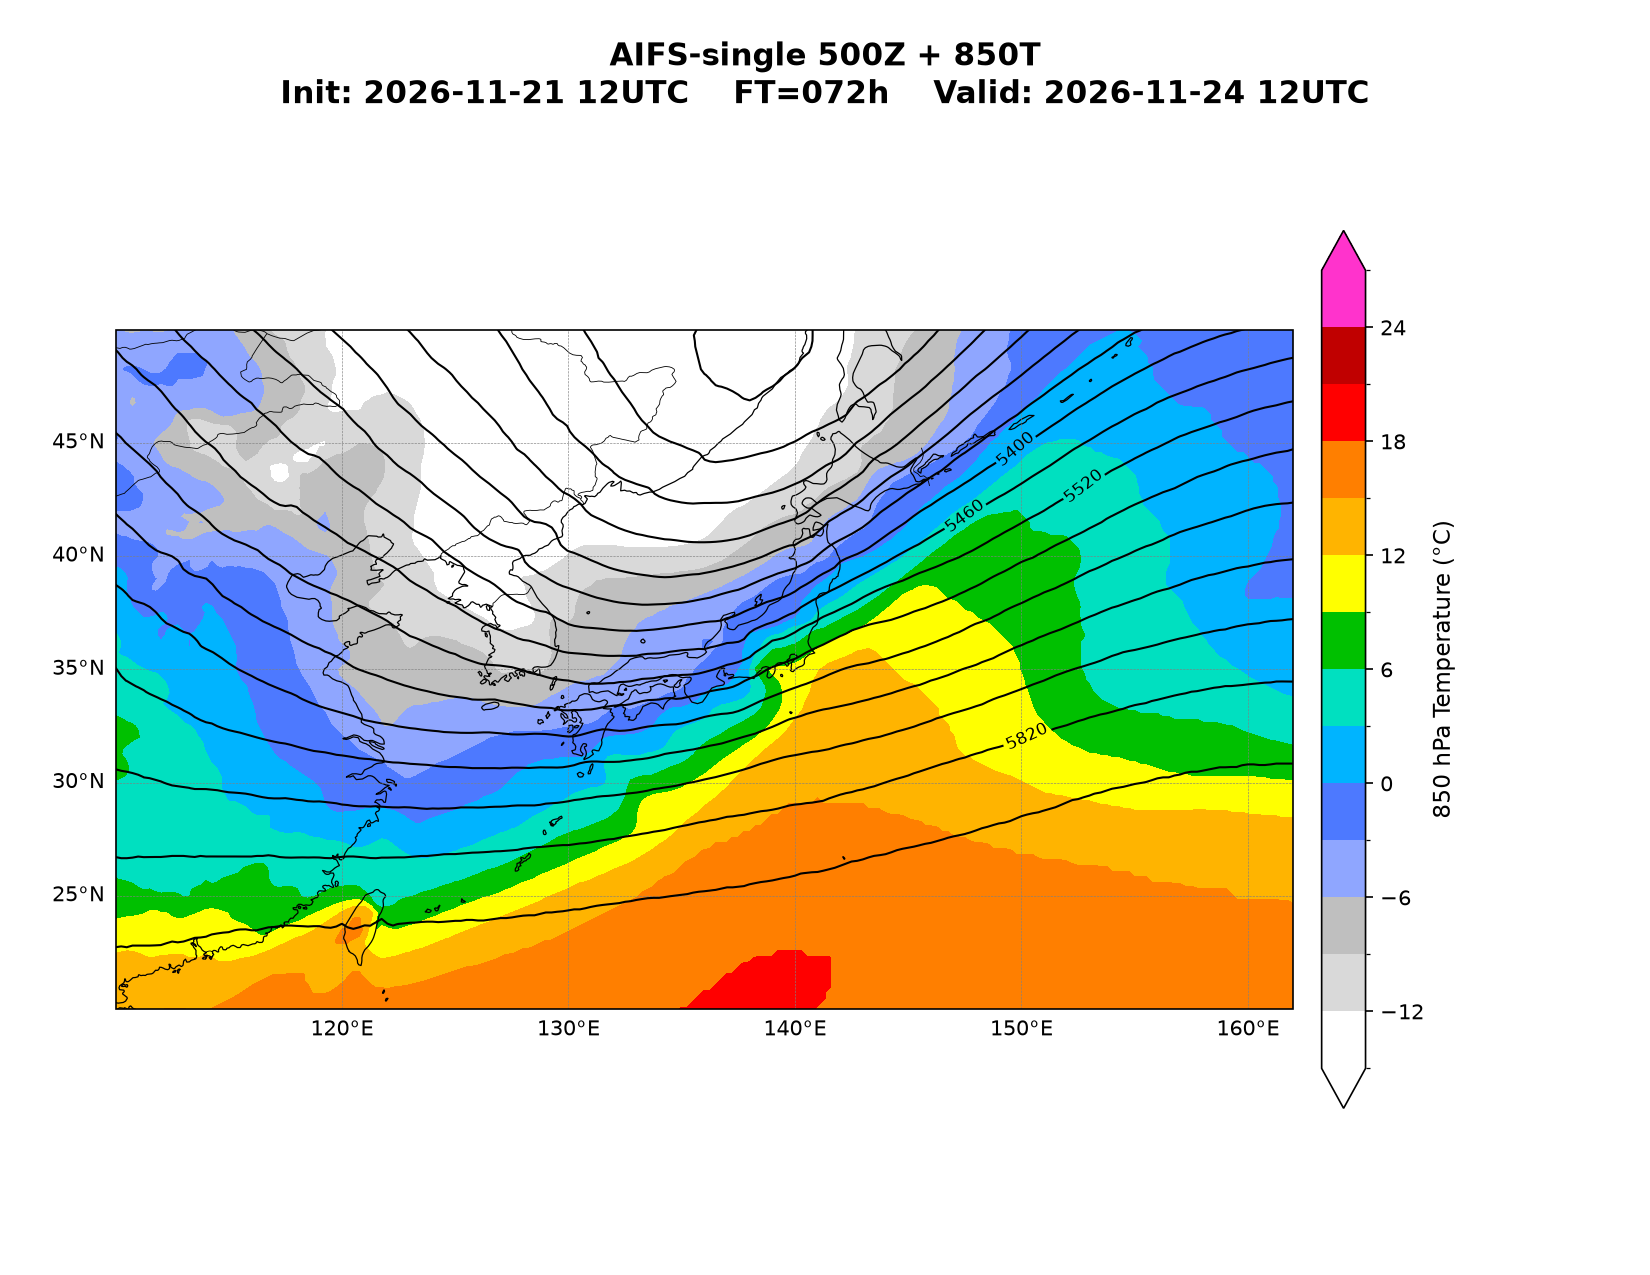 AIFS-single 500Z + 850T
Init: 2026-11-21 12UTC    FT=072h    Valid: 2026-11-24 12UTC
45°N
40°N
35°N
30°N
25°N
120°E
130°E
140°E
150°E
160°E
5400
5460
5520
5820
24
18
12
6
0
−6
−12
850 hPa Temperature (°C)